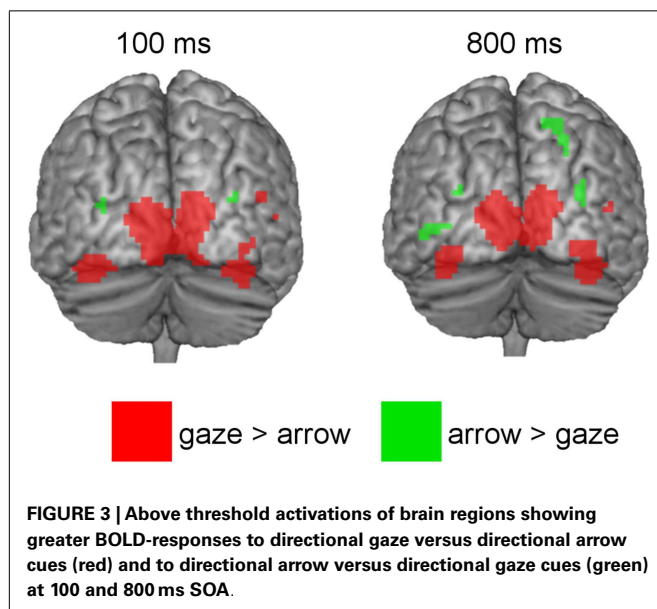 100 ms
800 ms
gaze > arrow
arrow > gaze
FIGURE 3 | Above threshold activations of brain regions showing
greater BOLD-responses to directional gaze versus directional arrow
cues (red) and to directional arrow versus directional gaze cues (green)
at 100 and 800 ms SOA.